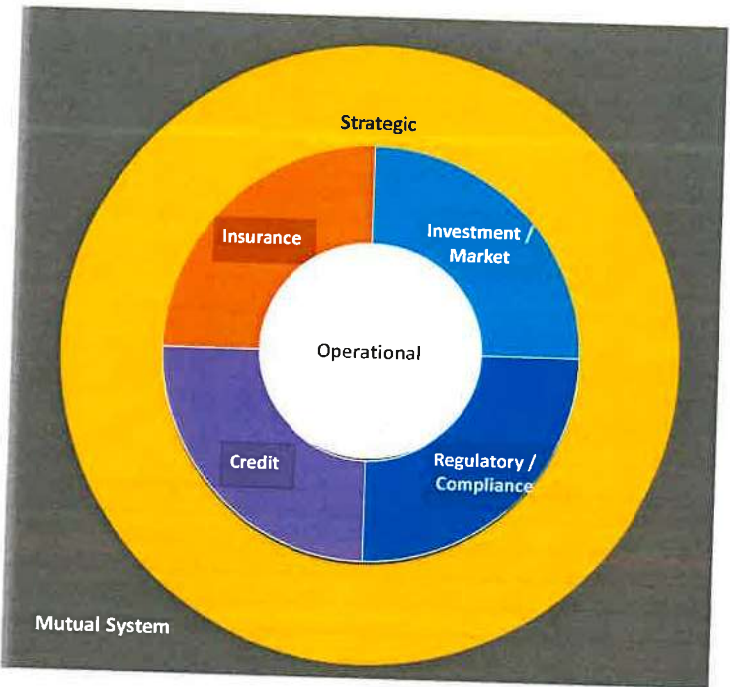 Strategic
Insurance
Investment /
Market
Operational
Credit
Regulatory /
Compliance
Mutual System